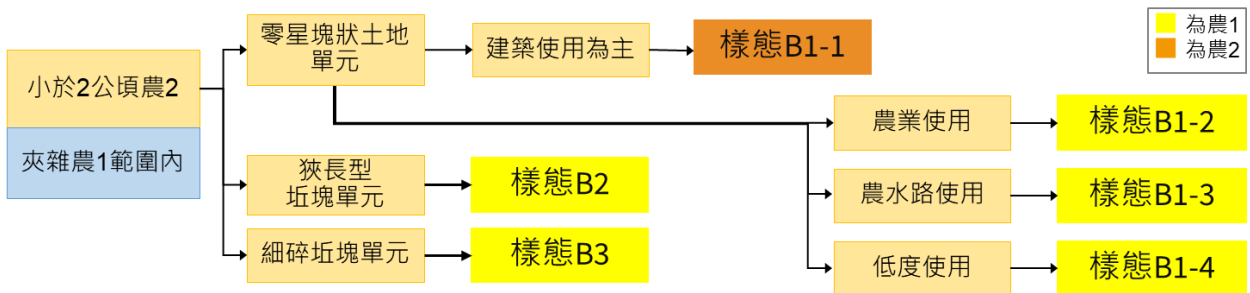 小於2公頃農2
夾雜農1範圍內
零星塊狀土地
單元
建築使用為主
樣態B1-1
農業使用
樣態B1-2
農水路使用
樣態B1-3
低度使用
樣態B1-4
狹長型
坵塊單元
樣態B2
細碎坵塊單元
樣態B3
為農1
為農2